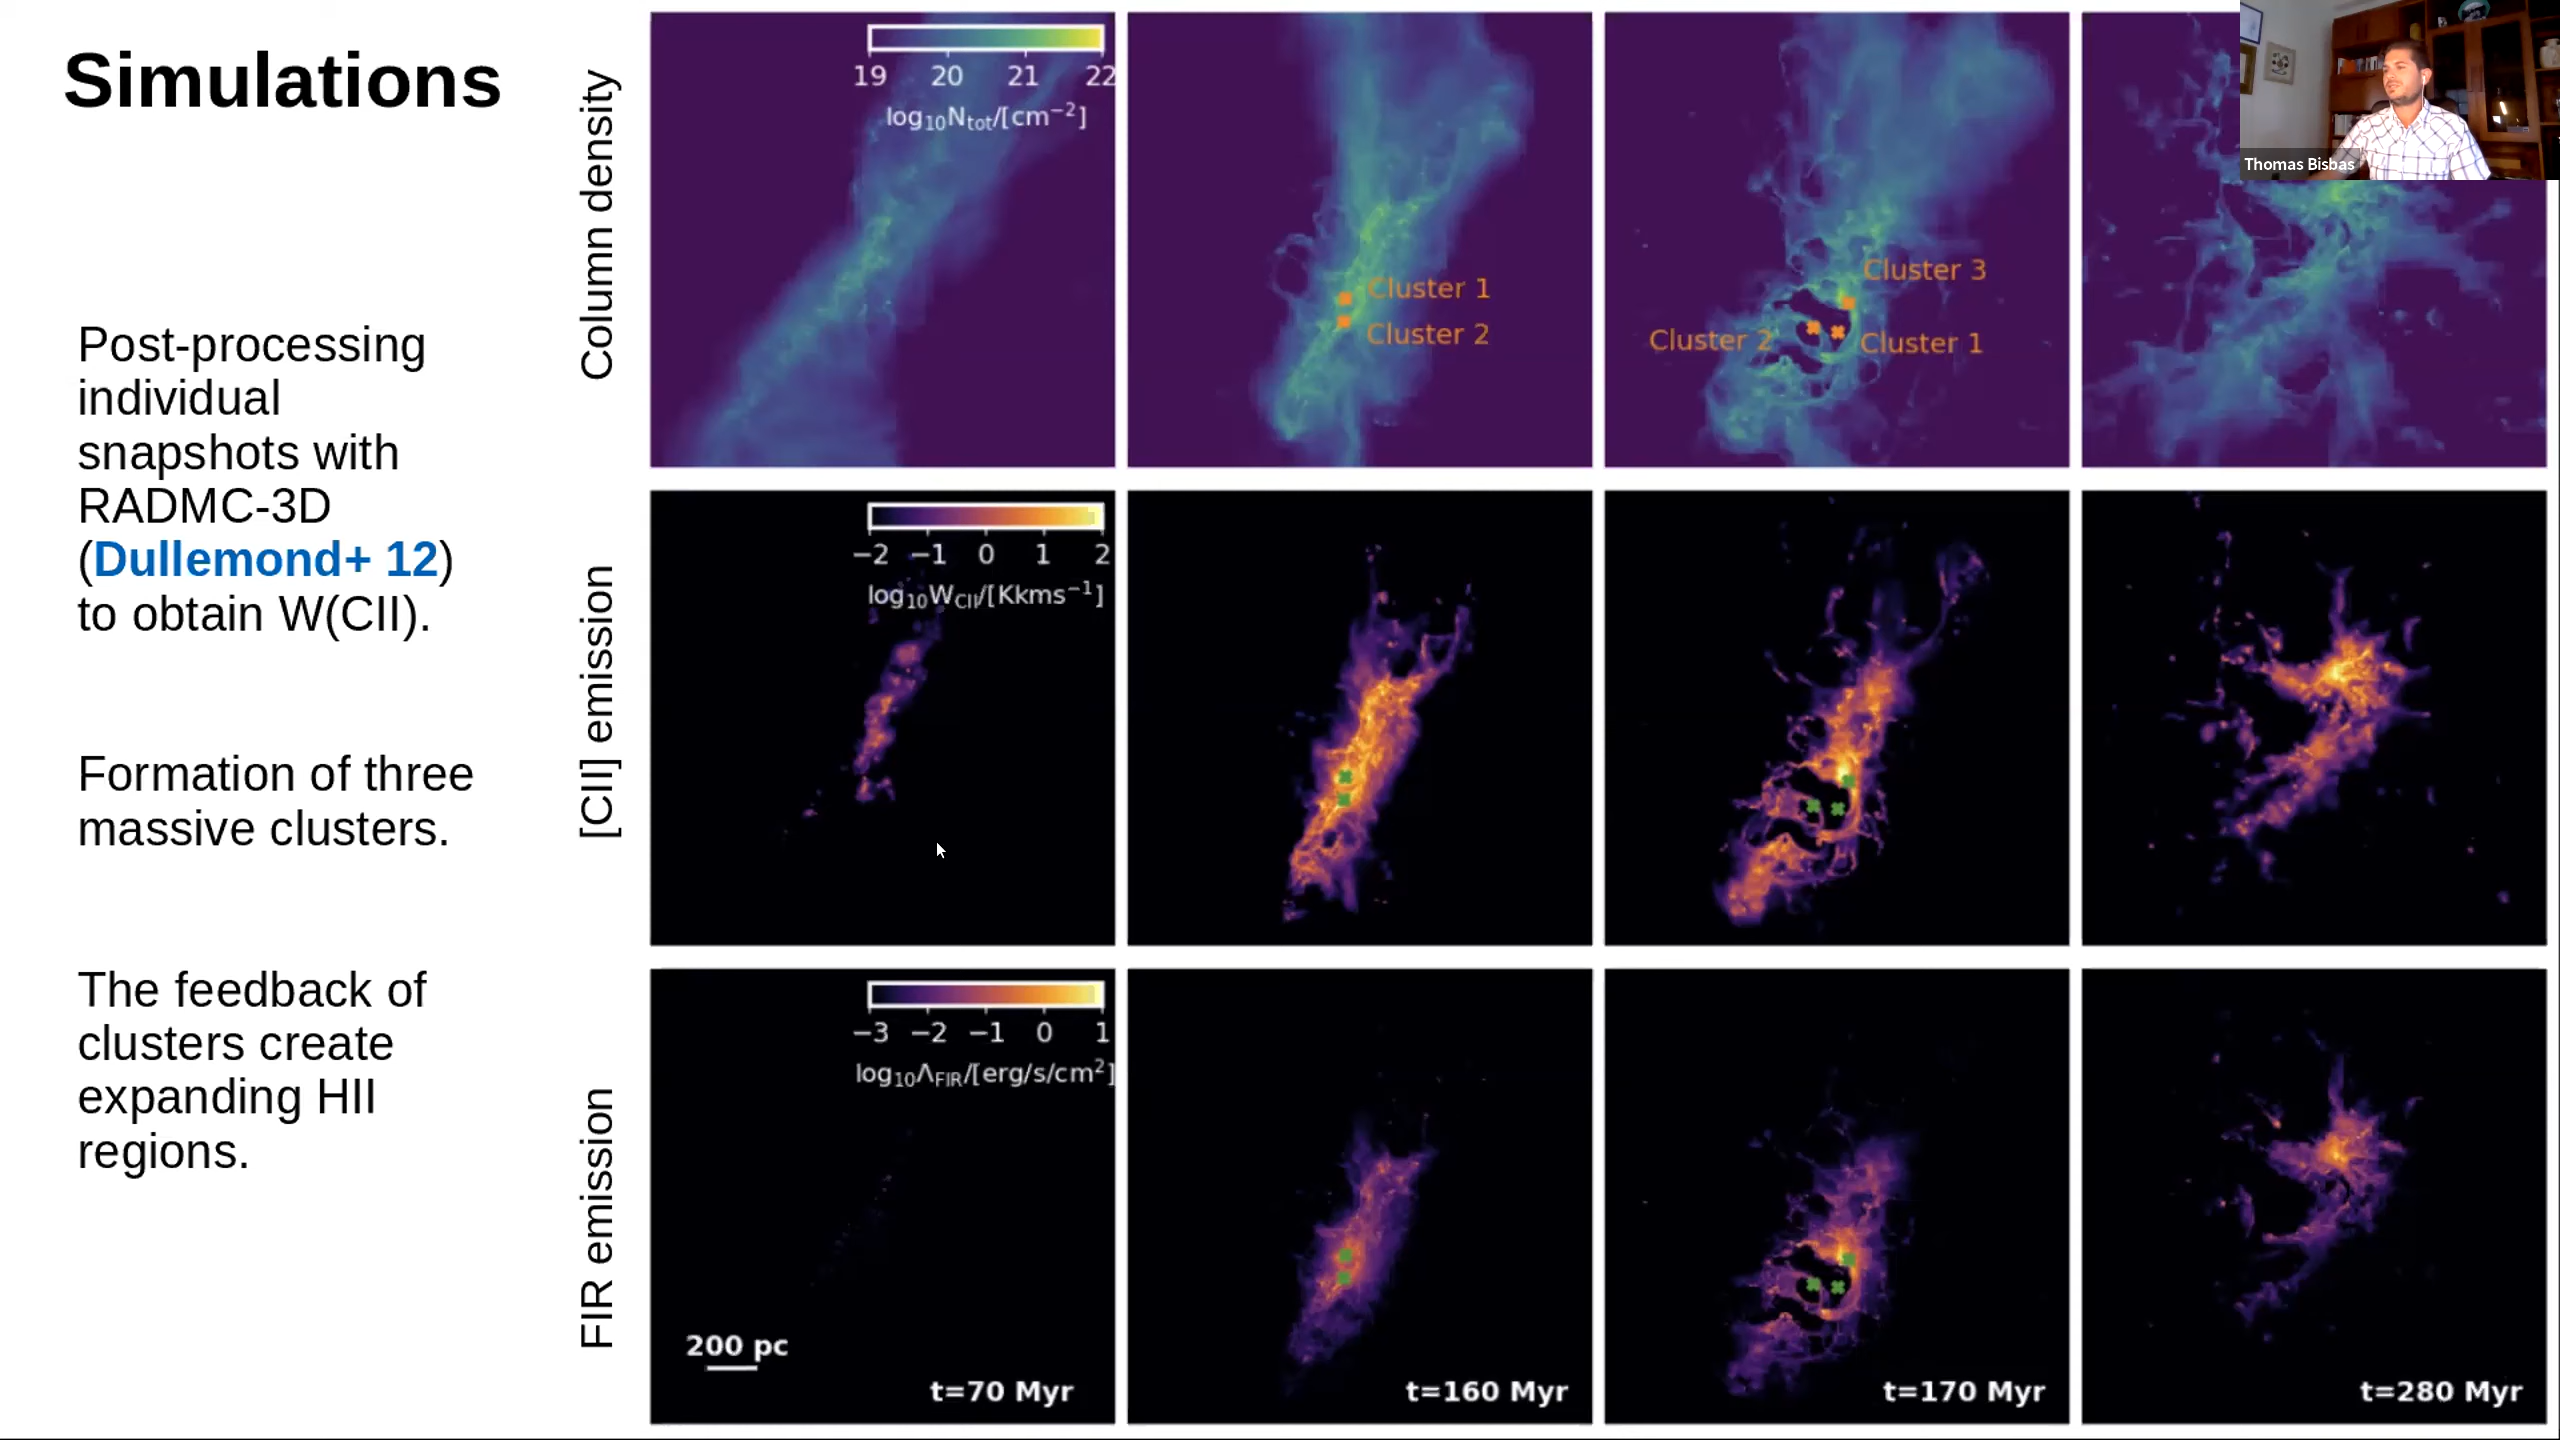 Simulations
Post-processing
individual
snapshots with
RADMC-3D
(Dullemond+ 12)
to obtain W(CII).
Formation of three
massive clusters.
The feedback of
clusters create
expanding HII
regions.
Column density
19 20 21 22
log₁₀Nₜₒₜ/[cm⁻²]
Cluster 1
Cluster 2
Cluster 3
Cluster 2
Cluster 1
Thomas Bisbas
[CII] emission
−2 −1 0 1 2
log₁₀W_CII/[Kkms⁻¹]
FIR emission
−3 −2 −1 0 1
log₁₀Λ_FIR/[erg/s/cm²]
200 pc
t=70 Myr
t=160 Myr
t=170 Myr
t=280 Myr